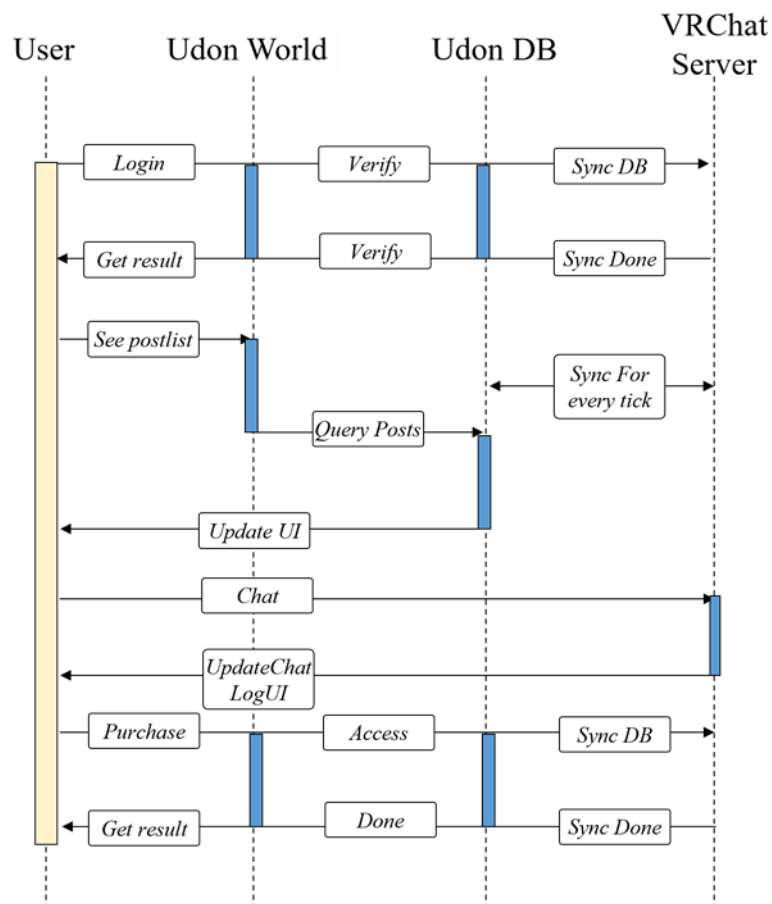 User
Udon World
Udon DB
VRChat
Server
Login
Verify
Sync DB
Get result
Verify
Sync Done
See postlist
Sync For
every tick
Query Posts
Update UI
Chat
UpdateChat
LogUI
Purchase
Access
Sync DB
Get result
Done
Sync Done